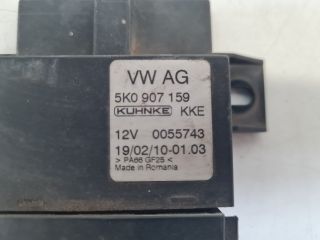 VW AG
5K0 907 159
KUHNKE KKE
12V 0055743
19/02/10-01.03
> PA66 GF25 <
Made in Romania